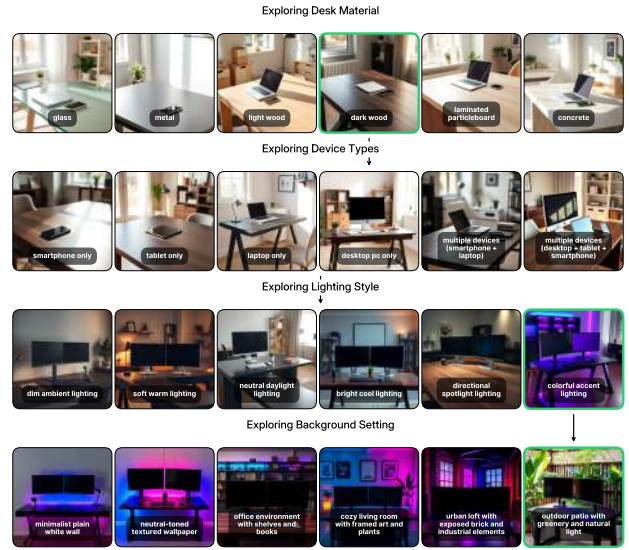 Exploring Desk Material
glass
metal
light wood
dark wood
laminated
particleboard
concrete
Exploring Device Types
smartphone only
tablet only
laptop only
desktop pc only
multiple devices
(smartphone +
laptop)
multiple devices
(desktop + tablet +
smartphone)
Exploring Lighting Style
dim ambient lighting
soft warm lighting
neutral daylight
lighting
bright cool lighting
directional
spotlight lighting
colorful accent
lighting
Exploring Background Setting
minimalist plain
white wall
neutral-toned
textured wallpaper
office environment
with shelves and
books
cozy living room
with framed art and
plants
urban loft with
exposed brick and
industrial elements
outdoor patio with
greenery and natural
light